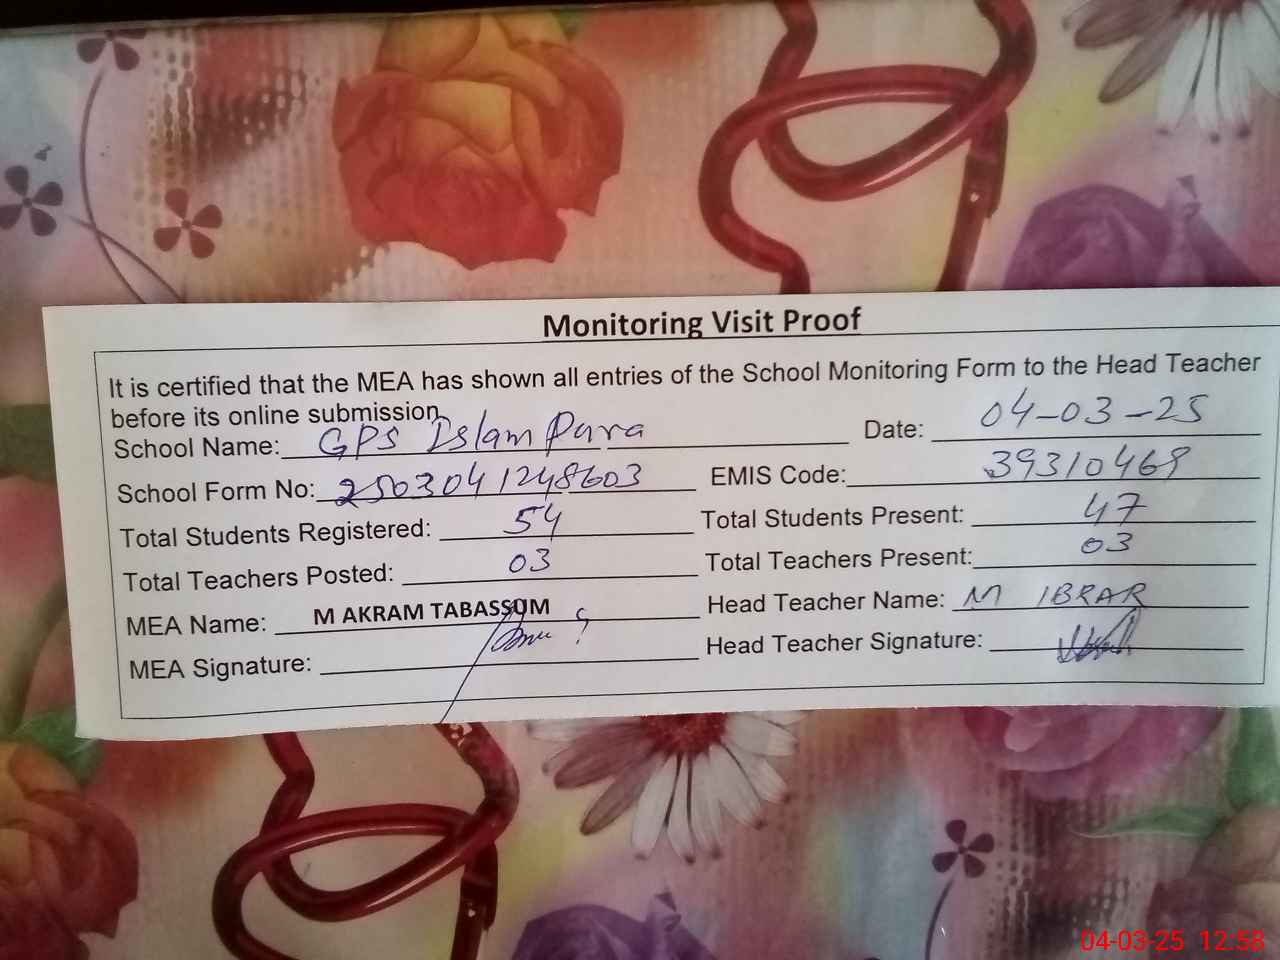 Monitoring Visit Proof
It is certified that the MEA has shown all entries of the School Monitoring Form to the Head Teacher
before its online submission.
School Name: GPS Islam Pura Date: 04-03-25
School Form No: 2503041248603 EMIS Code: 39310469
Total Students Registered: 54 Total Students Present: 47
Total Teachers Posted: 03 Total Teachers Present: 03
MEA Name: M AKRAM TABASSUM Head Teacher Name: M IBRAR
MEA Signature: Head Teacher Signature:
04-03-25 12:58